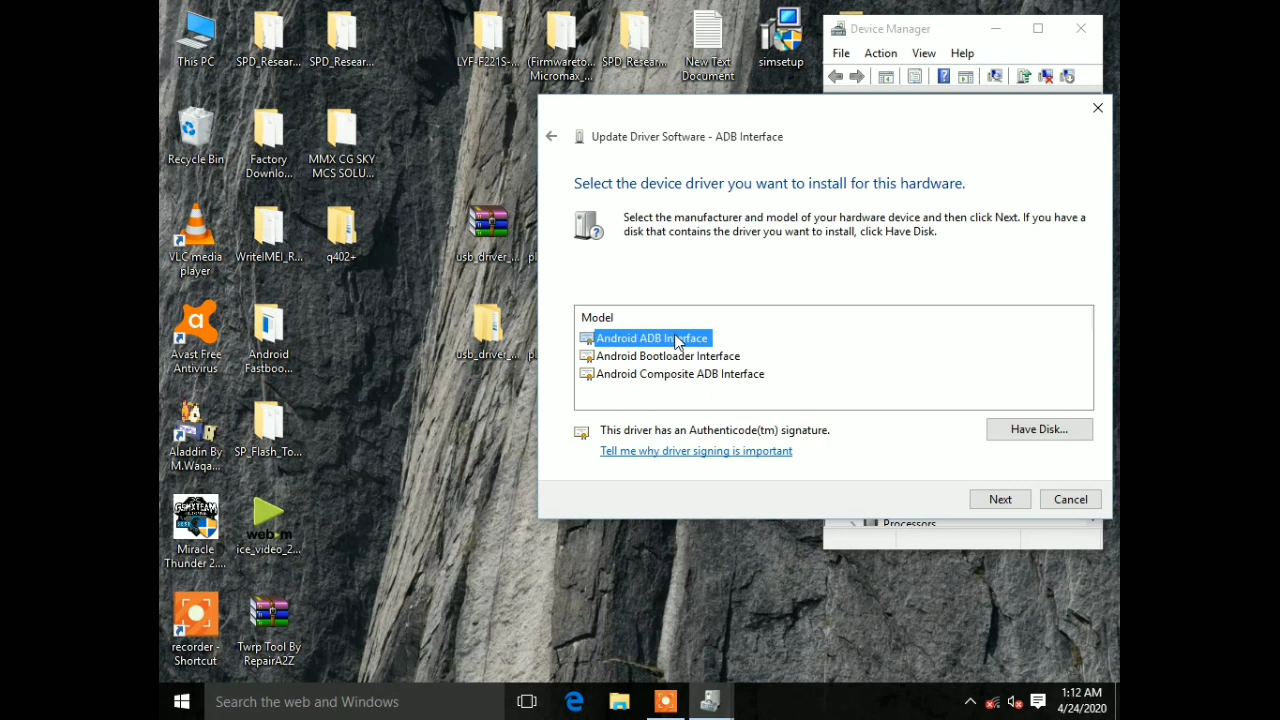 This PC
SPD_Resear...
SPD_Resear...
LYF-F221S-...
(Firmwareto...
Micromax_...
SPD_Resear...
New Text
Document
simsetup
Recycle Bin
Factory
Downlo...
MMX CG SKY
MCS SOLU...
VLC media
player
WriteIMEI_R...
q402+
usb_driver_...
Avast Free
Antivirus
Android
Fastboo...
usb_driver_...
Aladdin By
M.Waqa...
SP_Flash_To...
Miracle
Thunder 2....
webm
ice_video_2...
recorder -
Shortcut
Twrp Tool By
RepairA2Z
Device Manager
File Action View Help
Update Driver Software - ADB Interface
Select the device driver you want to install for this hardware.
Select the manufacturer and model of your hardware device and then click Next. If you have a
disk that contains the driver you want to install, click Have Disk.
Model
Android ADB Interface
Android Bootloader Interface
Android Composite ADB Interface
This driver has an Authenticode(tm) signature.
Have Disk...
Tell me why driver signing is important
Next
Cancel
Processors
Search the web and Windows
1:12 AM
4/24/2020